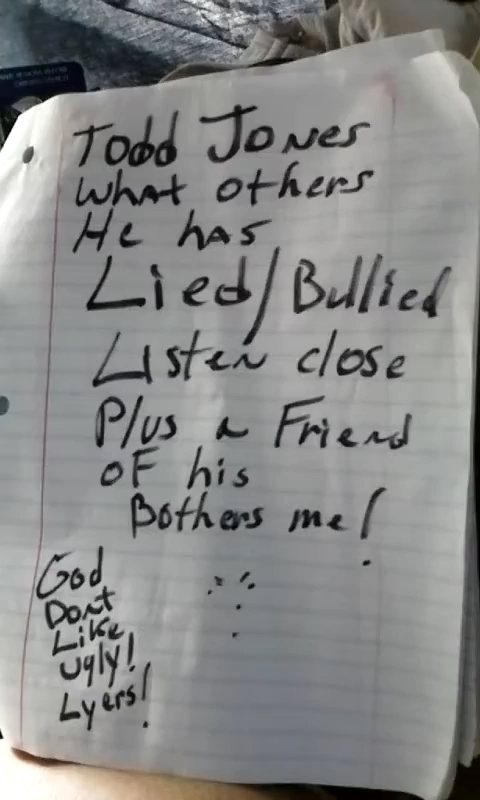 Todd Jones
What others
He has
Lied/Bullied
Listen close
Plus a Friend
OF his
Bothers me!
God
Dont
Like
Ugly!
Lyers!